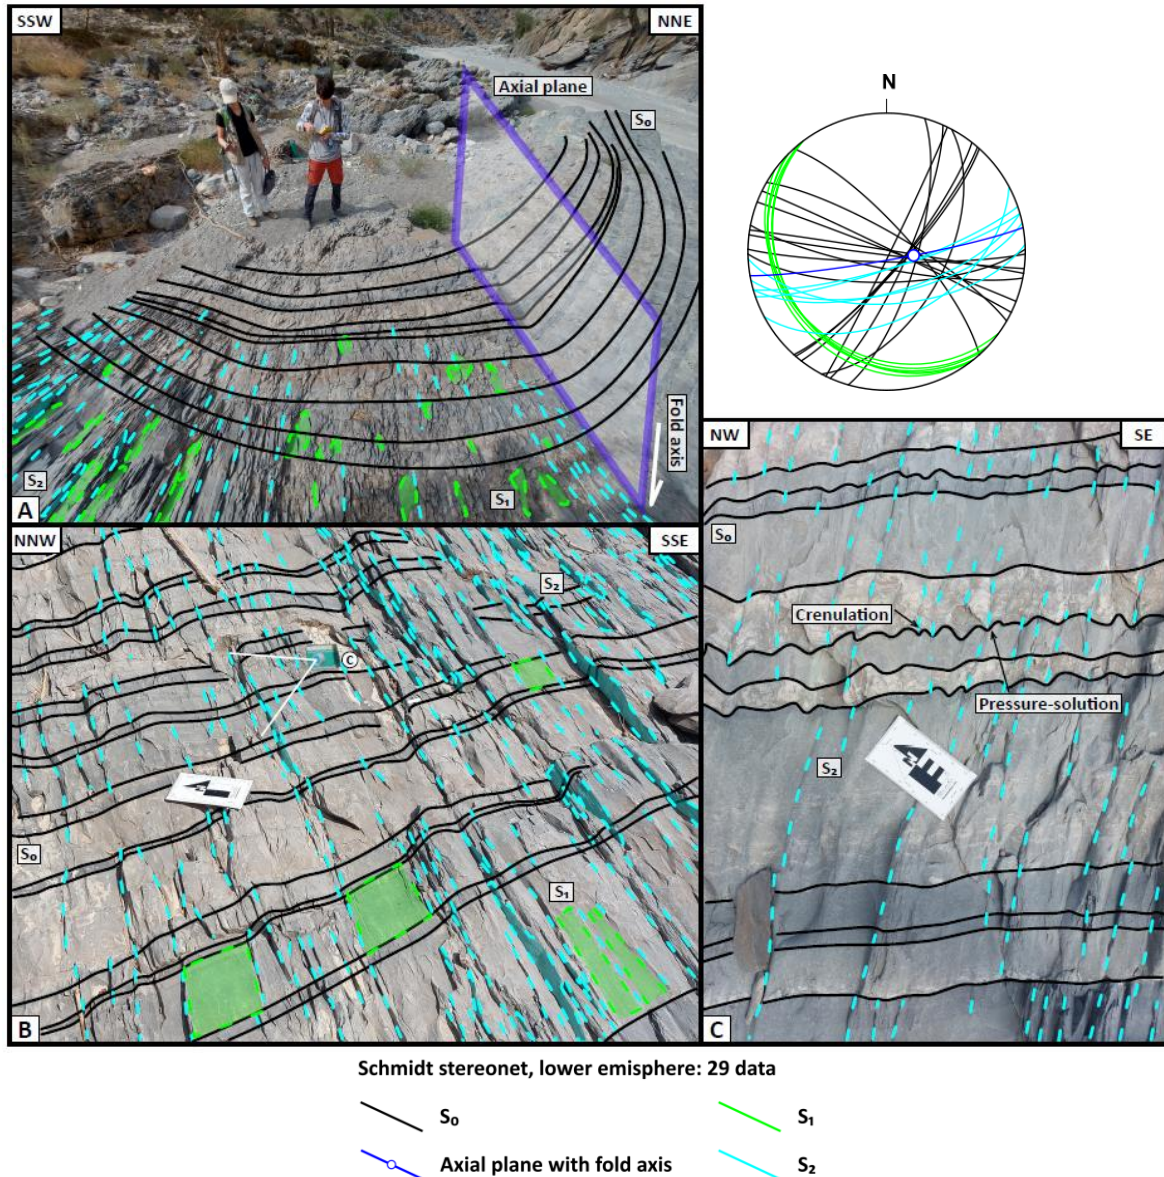 SSW
NNE
Axial plane
S₀
N
Fold axis
S₂
S₁
A
NW
SE
S₀
Crenulation
Pressure-solution
S₂
C
NNW
SSE
S₂
C
S₀
S₁
B
Schmidt stereonet, lower emisphere: 29 data
S₀
S₁
Axial plane with fold axis
S₂